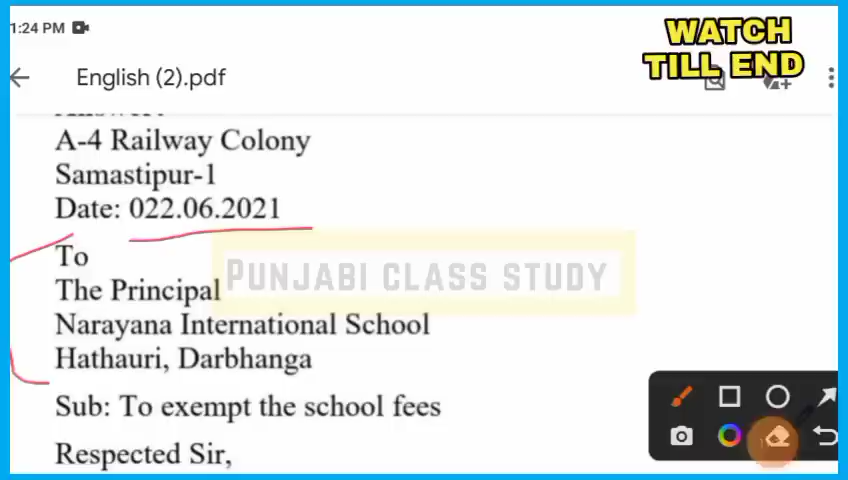 1:24 PM
WATCH
TILL END
English (2).pdf
A-4 Railway Colony
Samastipur-1
Date: 022.06.2021
To
The Principal
PUNJABI CLASS STUDY
Narayana International School
Hathauri, Darbhanga
Sub: To exempt the school fees
Respected Sir,